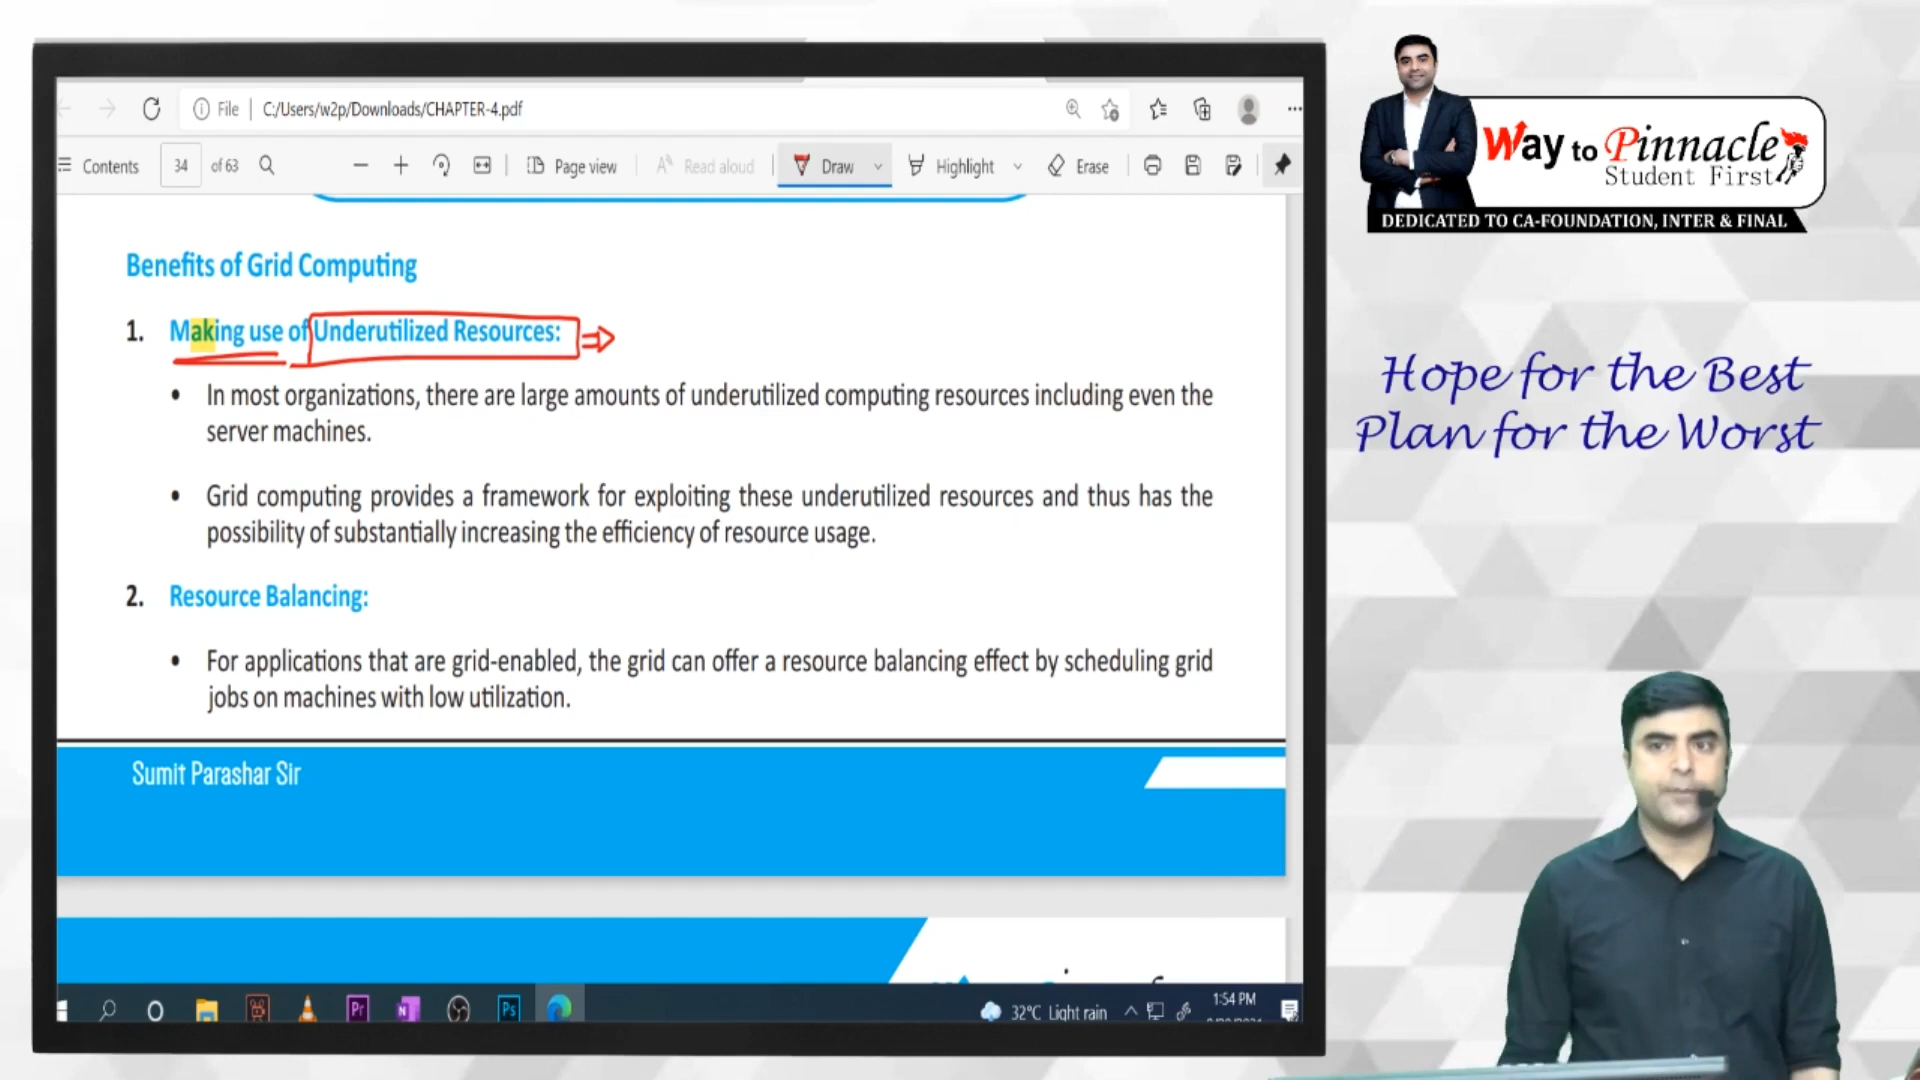 File | C:/Users/w2p/Downloads/CHAPTER-4.pdf
Contents 34 of 63 Page view Read aloud Draw Highlight Erase
Benefits of Grid Computing
1. Making use of Underutilized Resources:
• In most organizations, there are large amounts of underutilized computing resources including even the
server machines.
• Grid computing provides a framework for exploiting these underutilized resources and thus has the
possibility of substantially increasing the efficiency of resource usage.
2. Resource Balancing:
• For applications that are grid-enabled, the grid can offer a resource balancing effect by scheduling grid
jobs on machines with low utilization.
Sumit Parashar Sir
Pr N Ps 32°C Light rain 1:54 PM
Way to Pinnacle
Student First
DEDICATED TO CA-FOUNDATION, INTER & FINAL
Hope for the Best
Plan for the Worst